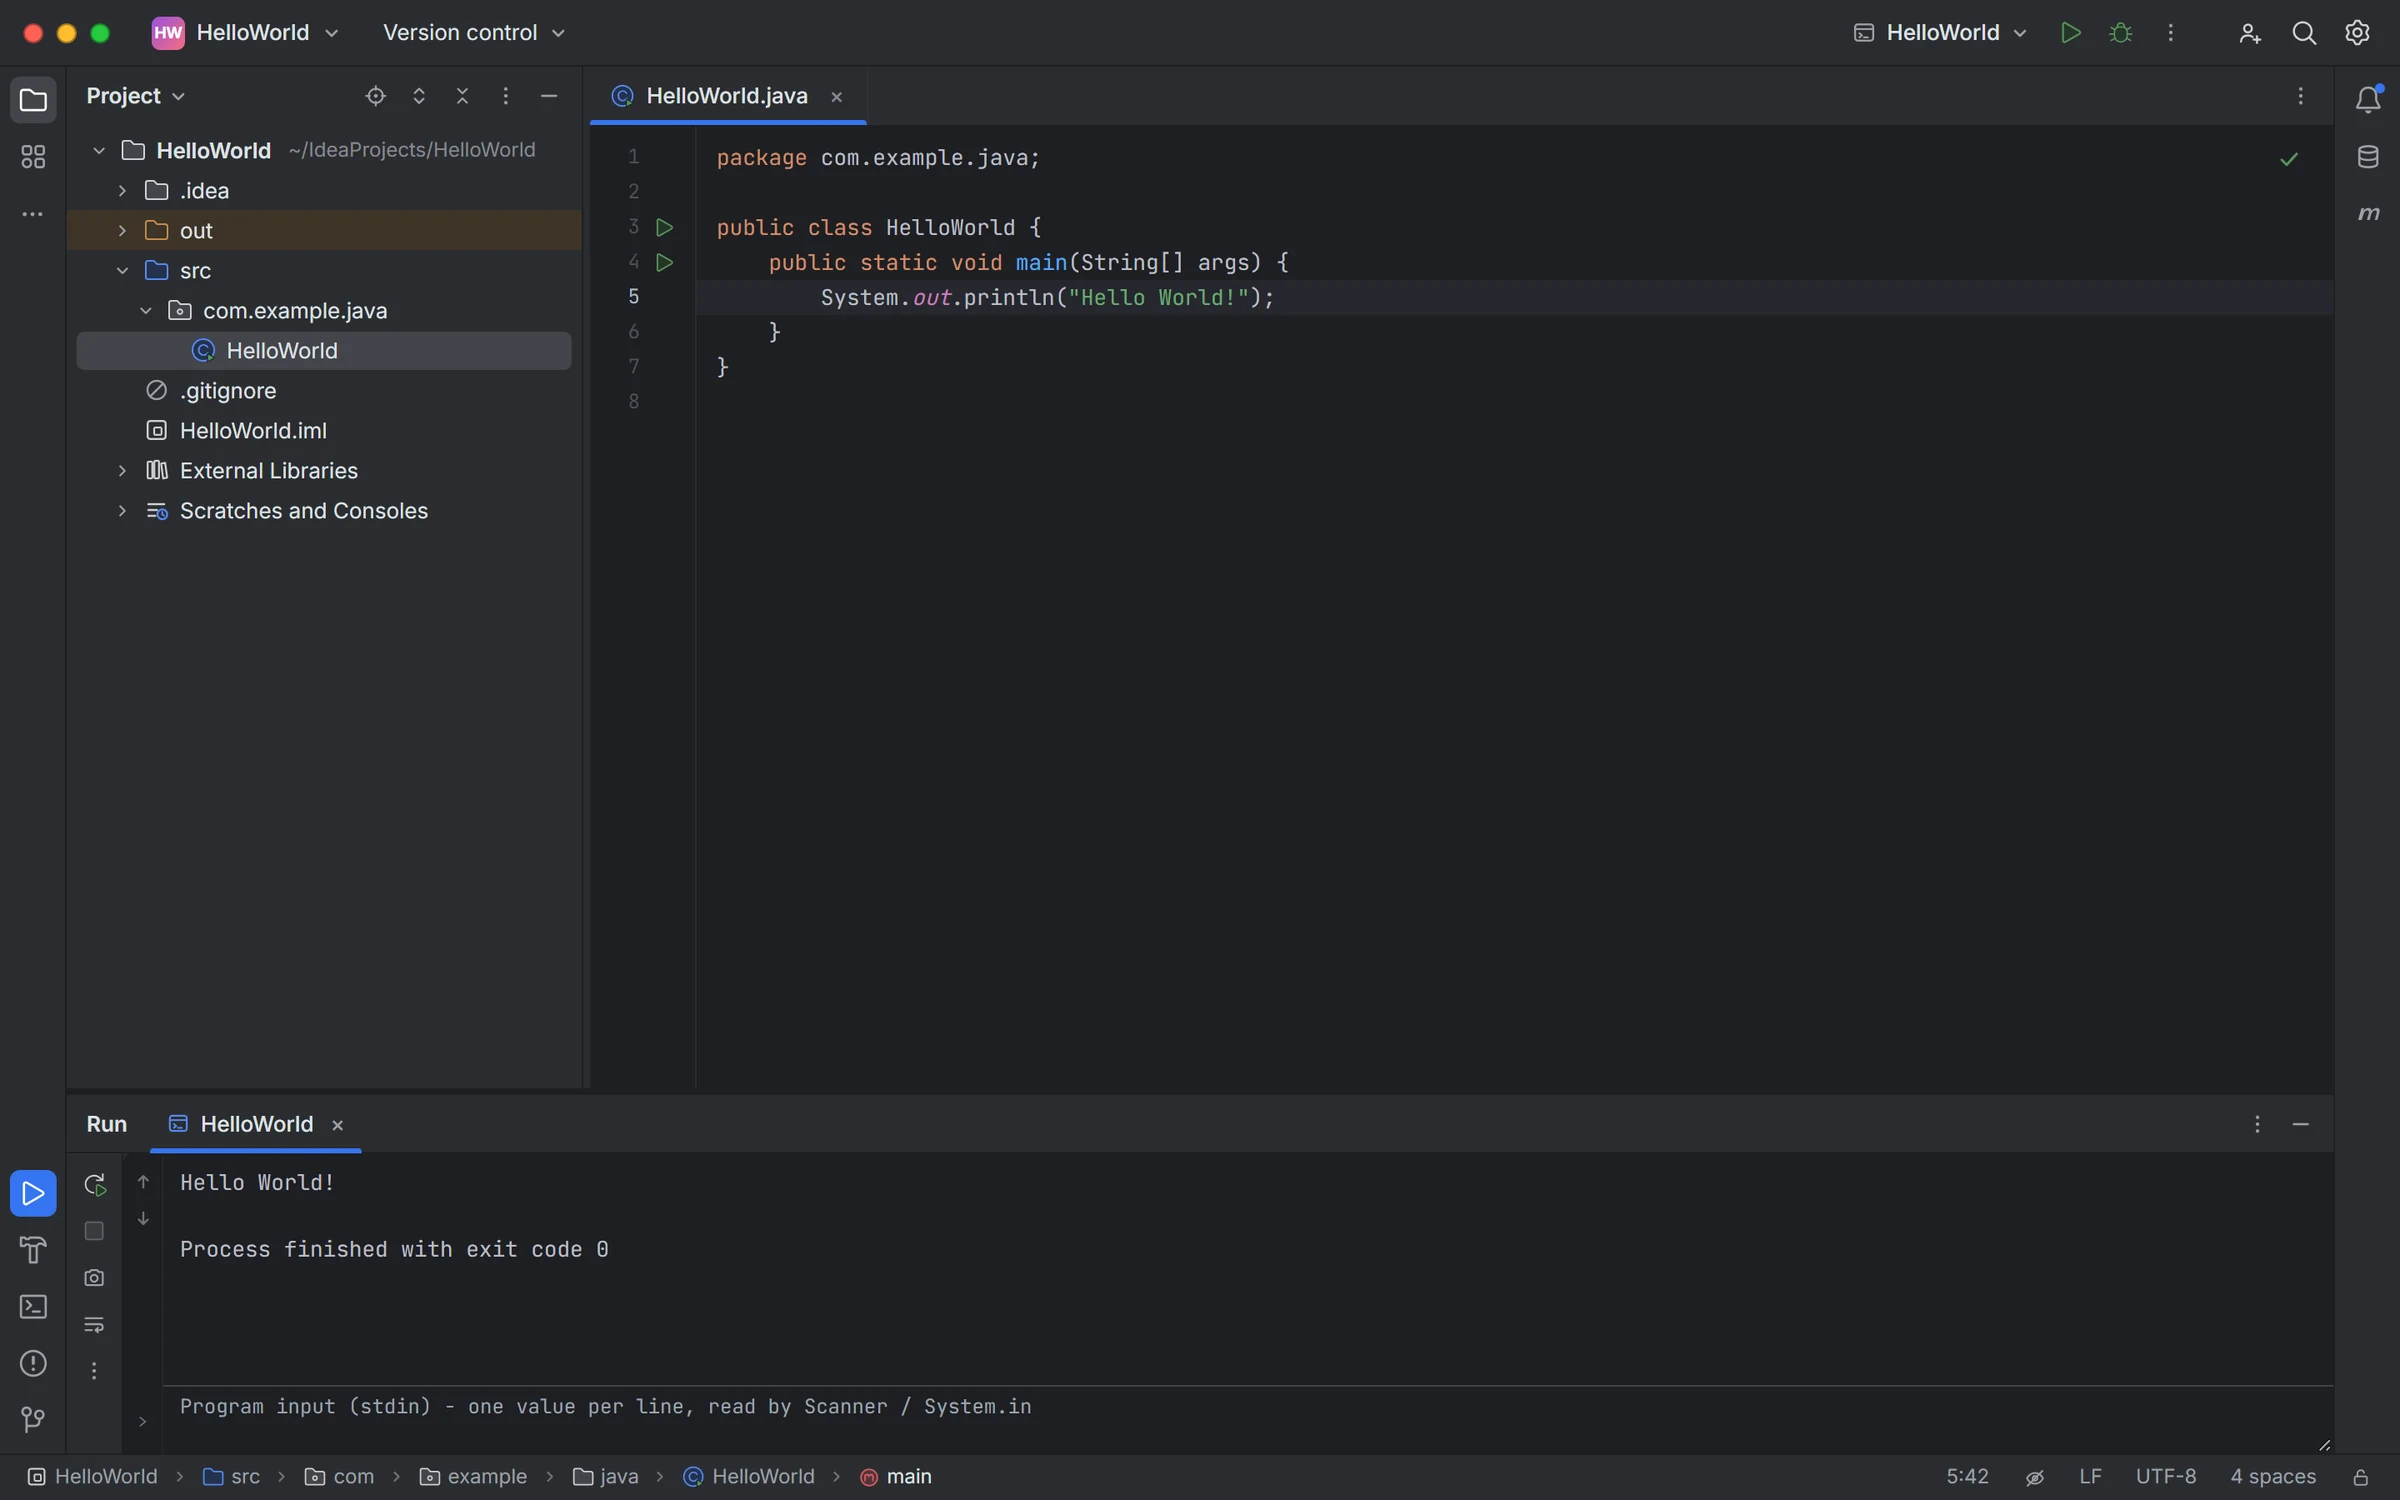 HW HelloWorld Version control HelloWorld
Project
HelloWorld.java
HelloWorld ~/IdeaProjects/HelloWorld
.idea
out
src
com.example.java
HelloWorld
.gitignore
HelloWorld.iml
External Libraries
Scratches and Consoles
1 package com.example.java;
2
3 public class HelloWorld {
4 public static void main(String[] args) {
5 System.out.println("Hello World!");
6 }
7 }
8
m
Run HelloWorld
Hello World!
Process finished with exit code 0
Program input (stdin) - one value per line, read by Scanner / System.in
HelloWorld > src > com > example > java > HelloWorld > main 5:42 LF UTF-8 4 spaces